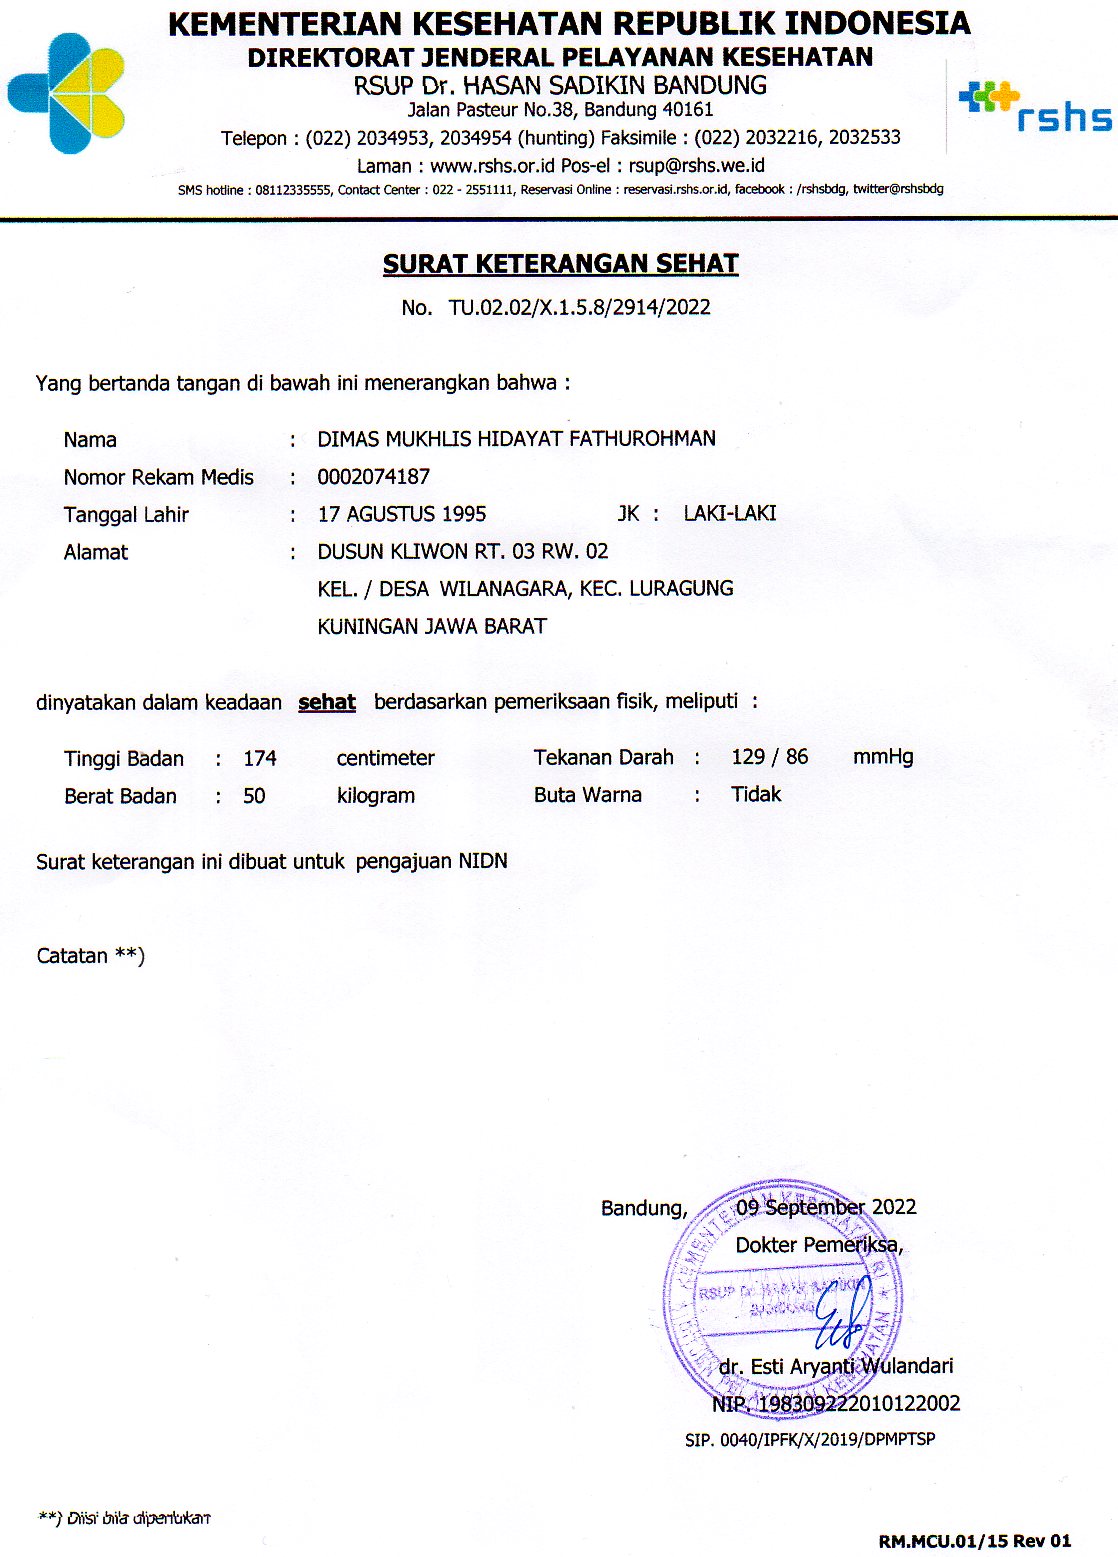 KEMENTERIAN KESEHATAN REPUBLIK INDONESIA
DIREKTORAT JENDERAL PELAYANAN KESEHATAN
RSUP Dr. HASAN SADIKIN BANDUNG
Jalan Pasteur No.38, Bandung 40161
Telepon : (022) 2034953, 2034954 (hunting) Faksimile : (022) 2032216, 2032533
Laman : www.rshs.or.id Pos-el : rsup@rshs.we.id
SMS hotline : 08112335555, Contact Center : 022 - 2551111, Reservasi Online : reservasi.rshs.or.id, facebook : /rshsbdg, twitter@rshsbdg
rshs
SURAT KETERANGAN SEHAT
No. TU.02.02/X.1.5.8/2914/2022
Yang bertanda tangan di bawah ini menerangkan bahwa :
Nama : DIMAS MUKHLIS HIDAYAT FATHUROHMAN
Nomor Rekam Medis : 0002074187
Tanggal Lahir : 17 AGUSTUS 1995 JK : LAKI-LAKI
Alamat : DUSUN KLIWON RT. 03 RW. 02
KEL. / DESA WILANAGARA, KEC. LURAGUNG
KUNINGAN JAWA BARAT
dinyatakan dalam keadaan sehat berdasarkan pemeriksaan fisik, meliputi :
Tinggi Badan : 174 centimeter Tekanan Darah : 129 / 86 mmHg
Berat Badan : 50 kilogram Buta Warna : Tidak
Surat keterangan ini dibuat untuk pengajuan NIDN
Catatan **)
Bandung, 09 September 2022
Dokter Pemeriksa,
KEMENTERIAN KESEHATAN RI
RSUP Dr. HASAN SADIKIN
BANDUNG
PELAYANAN KESEHATAN
dr. Esti Aryanti Wulandari
NIP. 198309222010122002
SIP. 0040/IPFK/X/2019/DPMPTSP
**) Diisi bila diperlukan
RM.MCU.01/15 Rev 01